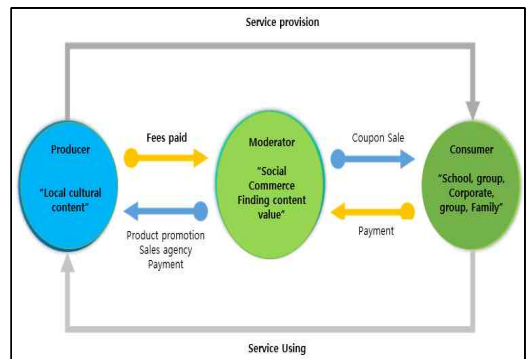 Service provision
Producer
"Local cultural
content"
Fees paid
Product promotion
Sales agency
Payment
Moderator
"Social
Commerce
Finding content
value"
Coupon Sale
Payment
Consumer
"School, group,
Corporate,
group, Family"
Service Using